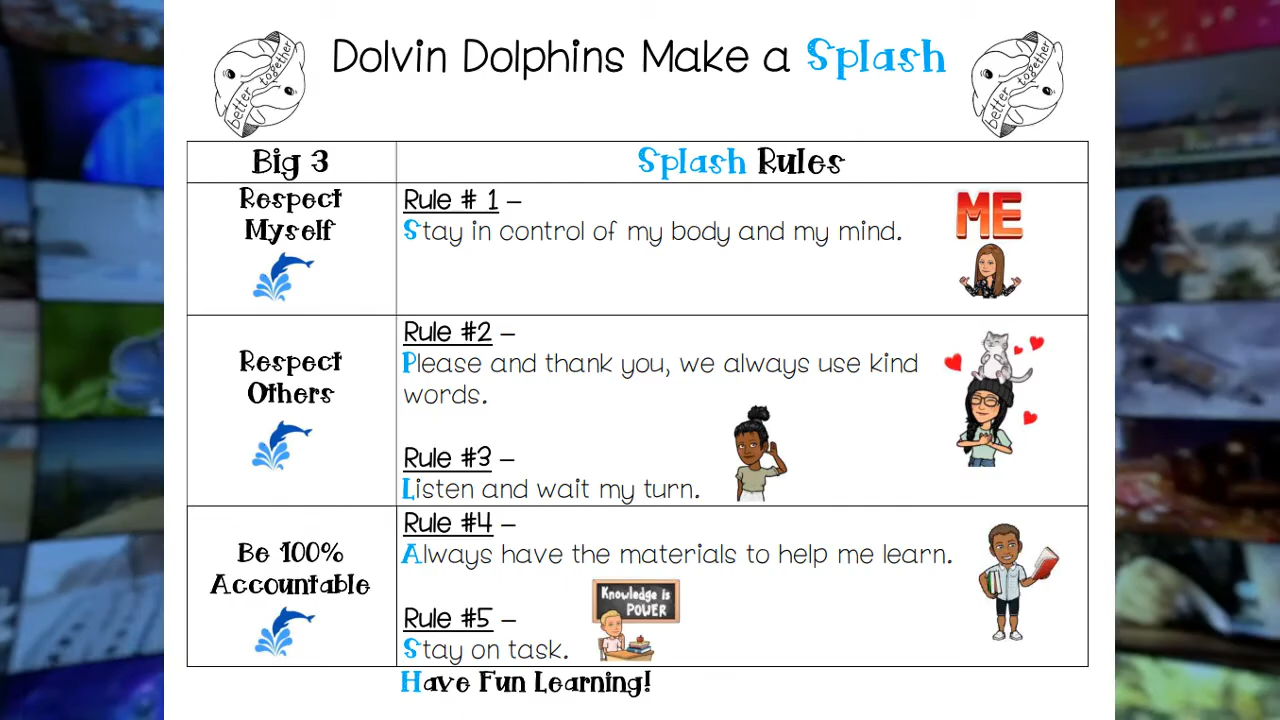 Dolvin Dolphins Make a Splash
better together
better together
Big 3
Splash Rules
Respect
Myself
Rule # 1 –
Stay in control of my body and my mind.
ME
Respect
Others
Rule #2 –
Please and thank you, we always use kind
words.
Rule #3 –
Listen and wait my turn.
Be 100%
Accountable
Rule #4 –
Always have the materials to help me learn.
Knowledge is
POWER
Rule #5 –
Stay on task.
Have Fun Learning!